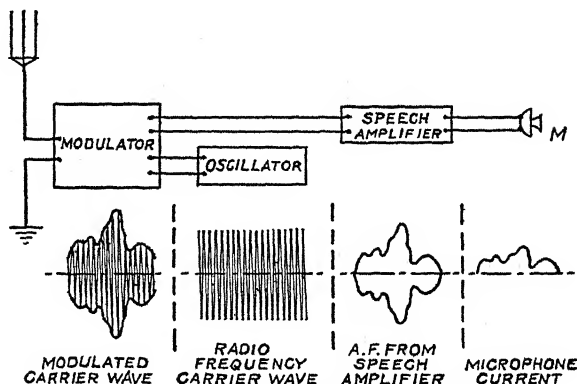 MODULATOR
SPEECH
AMPLIFIER
M
OSCILLATOR
MODULATED
CARRIER WAVE
RADIO
FREQUENCY
CARRIER WAVE
A.F. FROM
SPEECH
AMPLIFIER
MICROPHONE
CURRENT